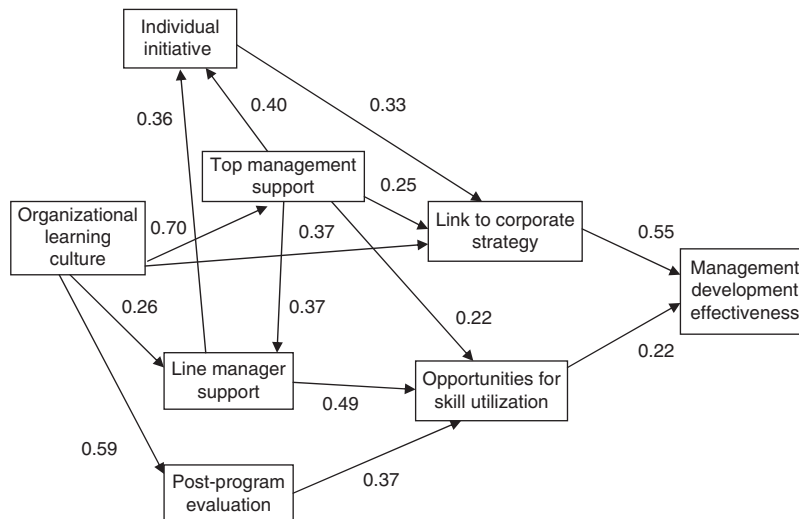 Individual
initiative
0.40
0.33
0.36
Top management
support
0.25
Organizational
learning
culture
0.70
0.37
Link to corporate
strategy
0.55
Management
development
effectiveness
0.26
0.37
0.22
0.22
Line manager
support
0.49
Opportunities for
skill utilization
0.59
Post-program
evaluation
0.37